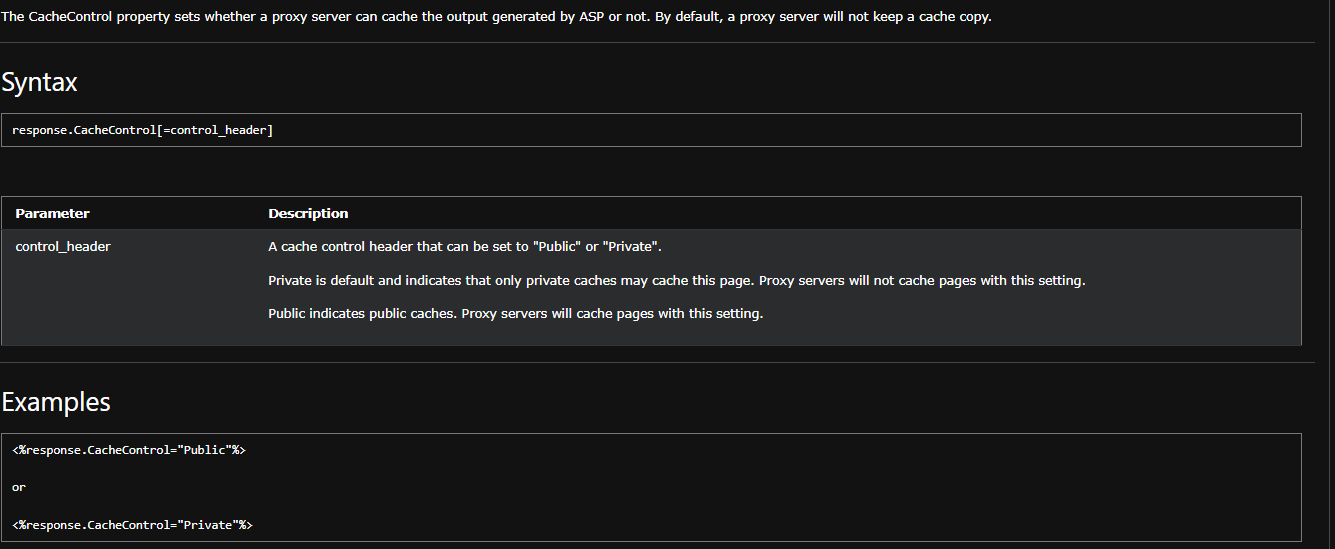 The CacheControl property sets whether a proxy server can cache the output generated by ASP or not. By default, a proxy server will not keep a cache copy.
Syntax
response.CacheControl[=control_header]
Parameter Description
control_header A cache control header that can be set to "Public" or "Private".
Private is default and indicates that only private caches may cache this page. Proxy servers will not cache pages with this setting.
Public indicates public caches. Proxy servers will cache pages with this setting.
Examples
<%response.CacheControl="Public"%>
or
<%response.CacheControl="Private"%>